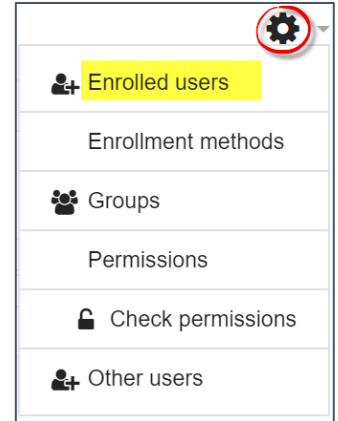 Enrolled users
Enrollment methods
Groups
Permissions
Check permissions
Other users